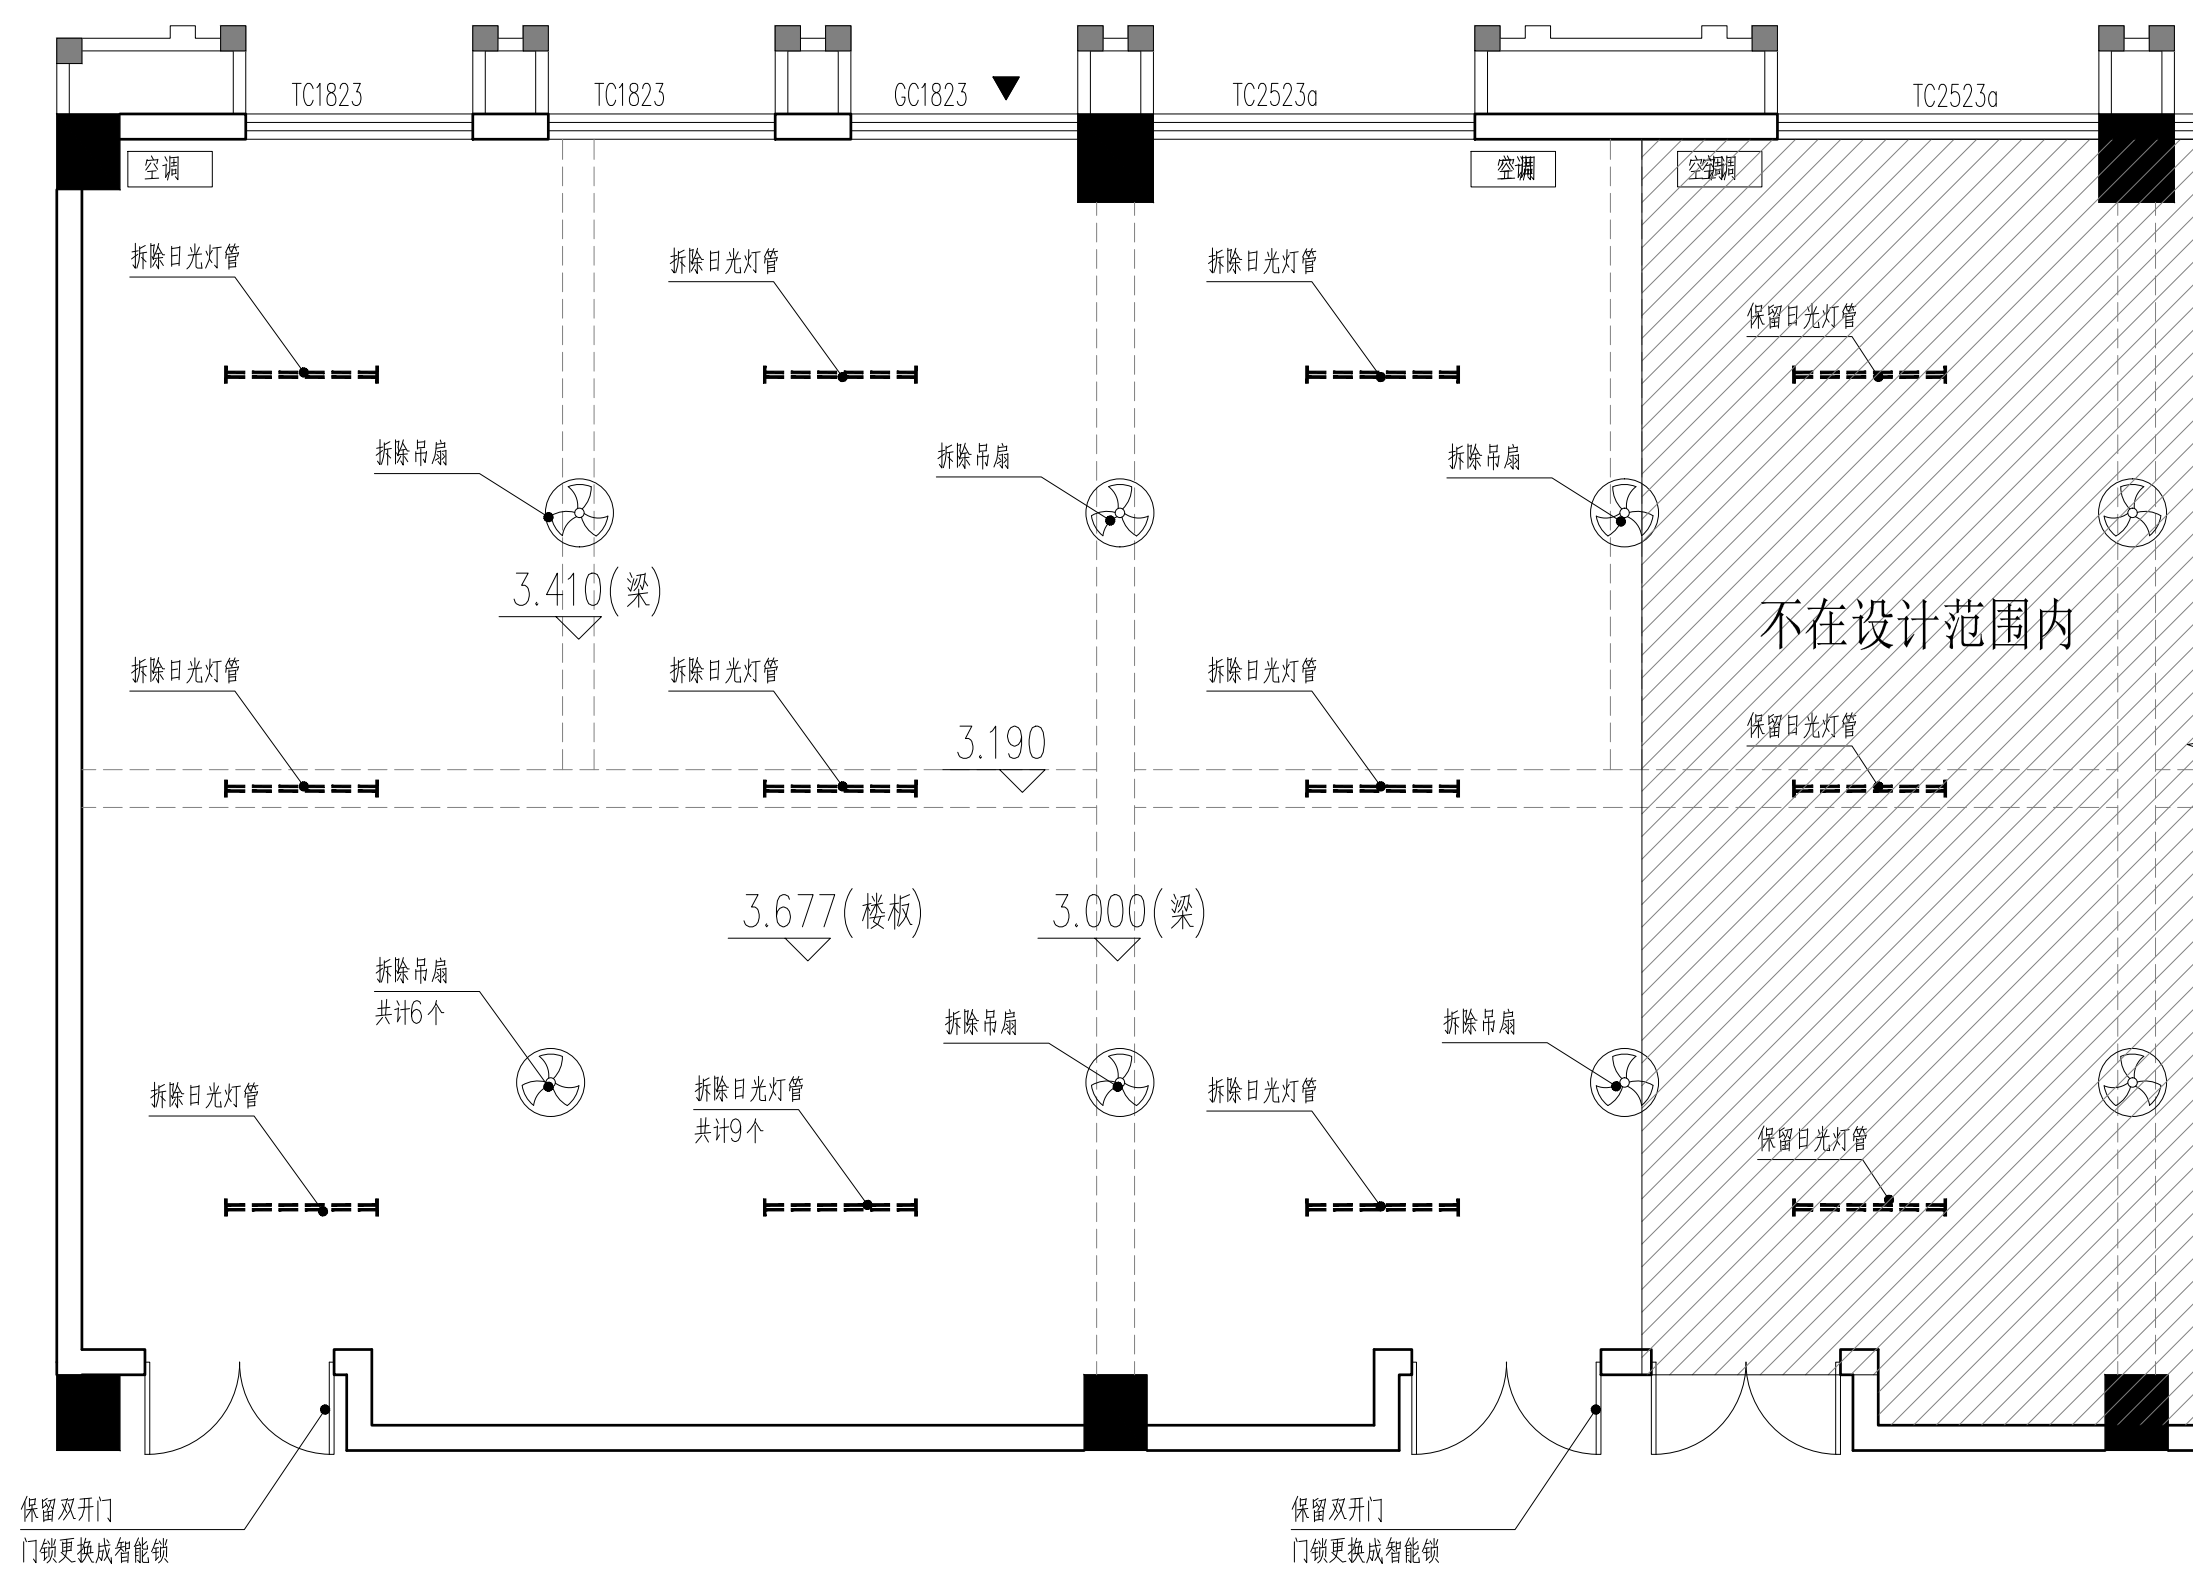 TC1823
TC1823
GC1823
TC2523a
TC2523a
空调
空调
空调
拆除日光灯管
拆除日光灯管
拆除日光灯管
保留日光灯管
拆除吊扇
拆除吊扇
拆除吊扇
3.410(梁)
不在设计范围内
拆除日光灯管
拆除日光灯管
拆除日光灯管
保留日光灯管
3.190
3.677(楼板)
3.000(梁)
拆除吊扇
共计6个
拆除吊扇
拆除吊扇
拆除日光灯管
拆除日光灯管
共计9个
拆除日光灯管
保留日光灯管
保留双开门
门锁更换成智能锁
保留双开门
门锁更换成智能锁